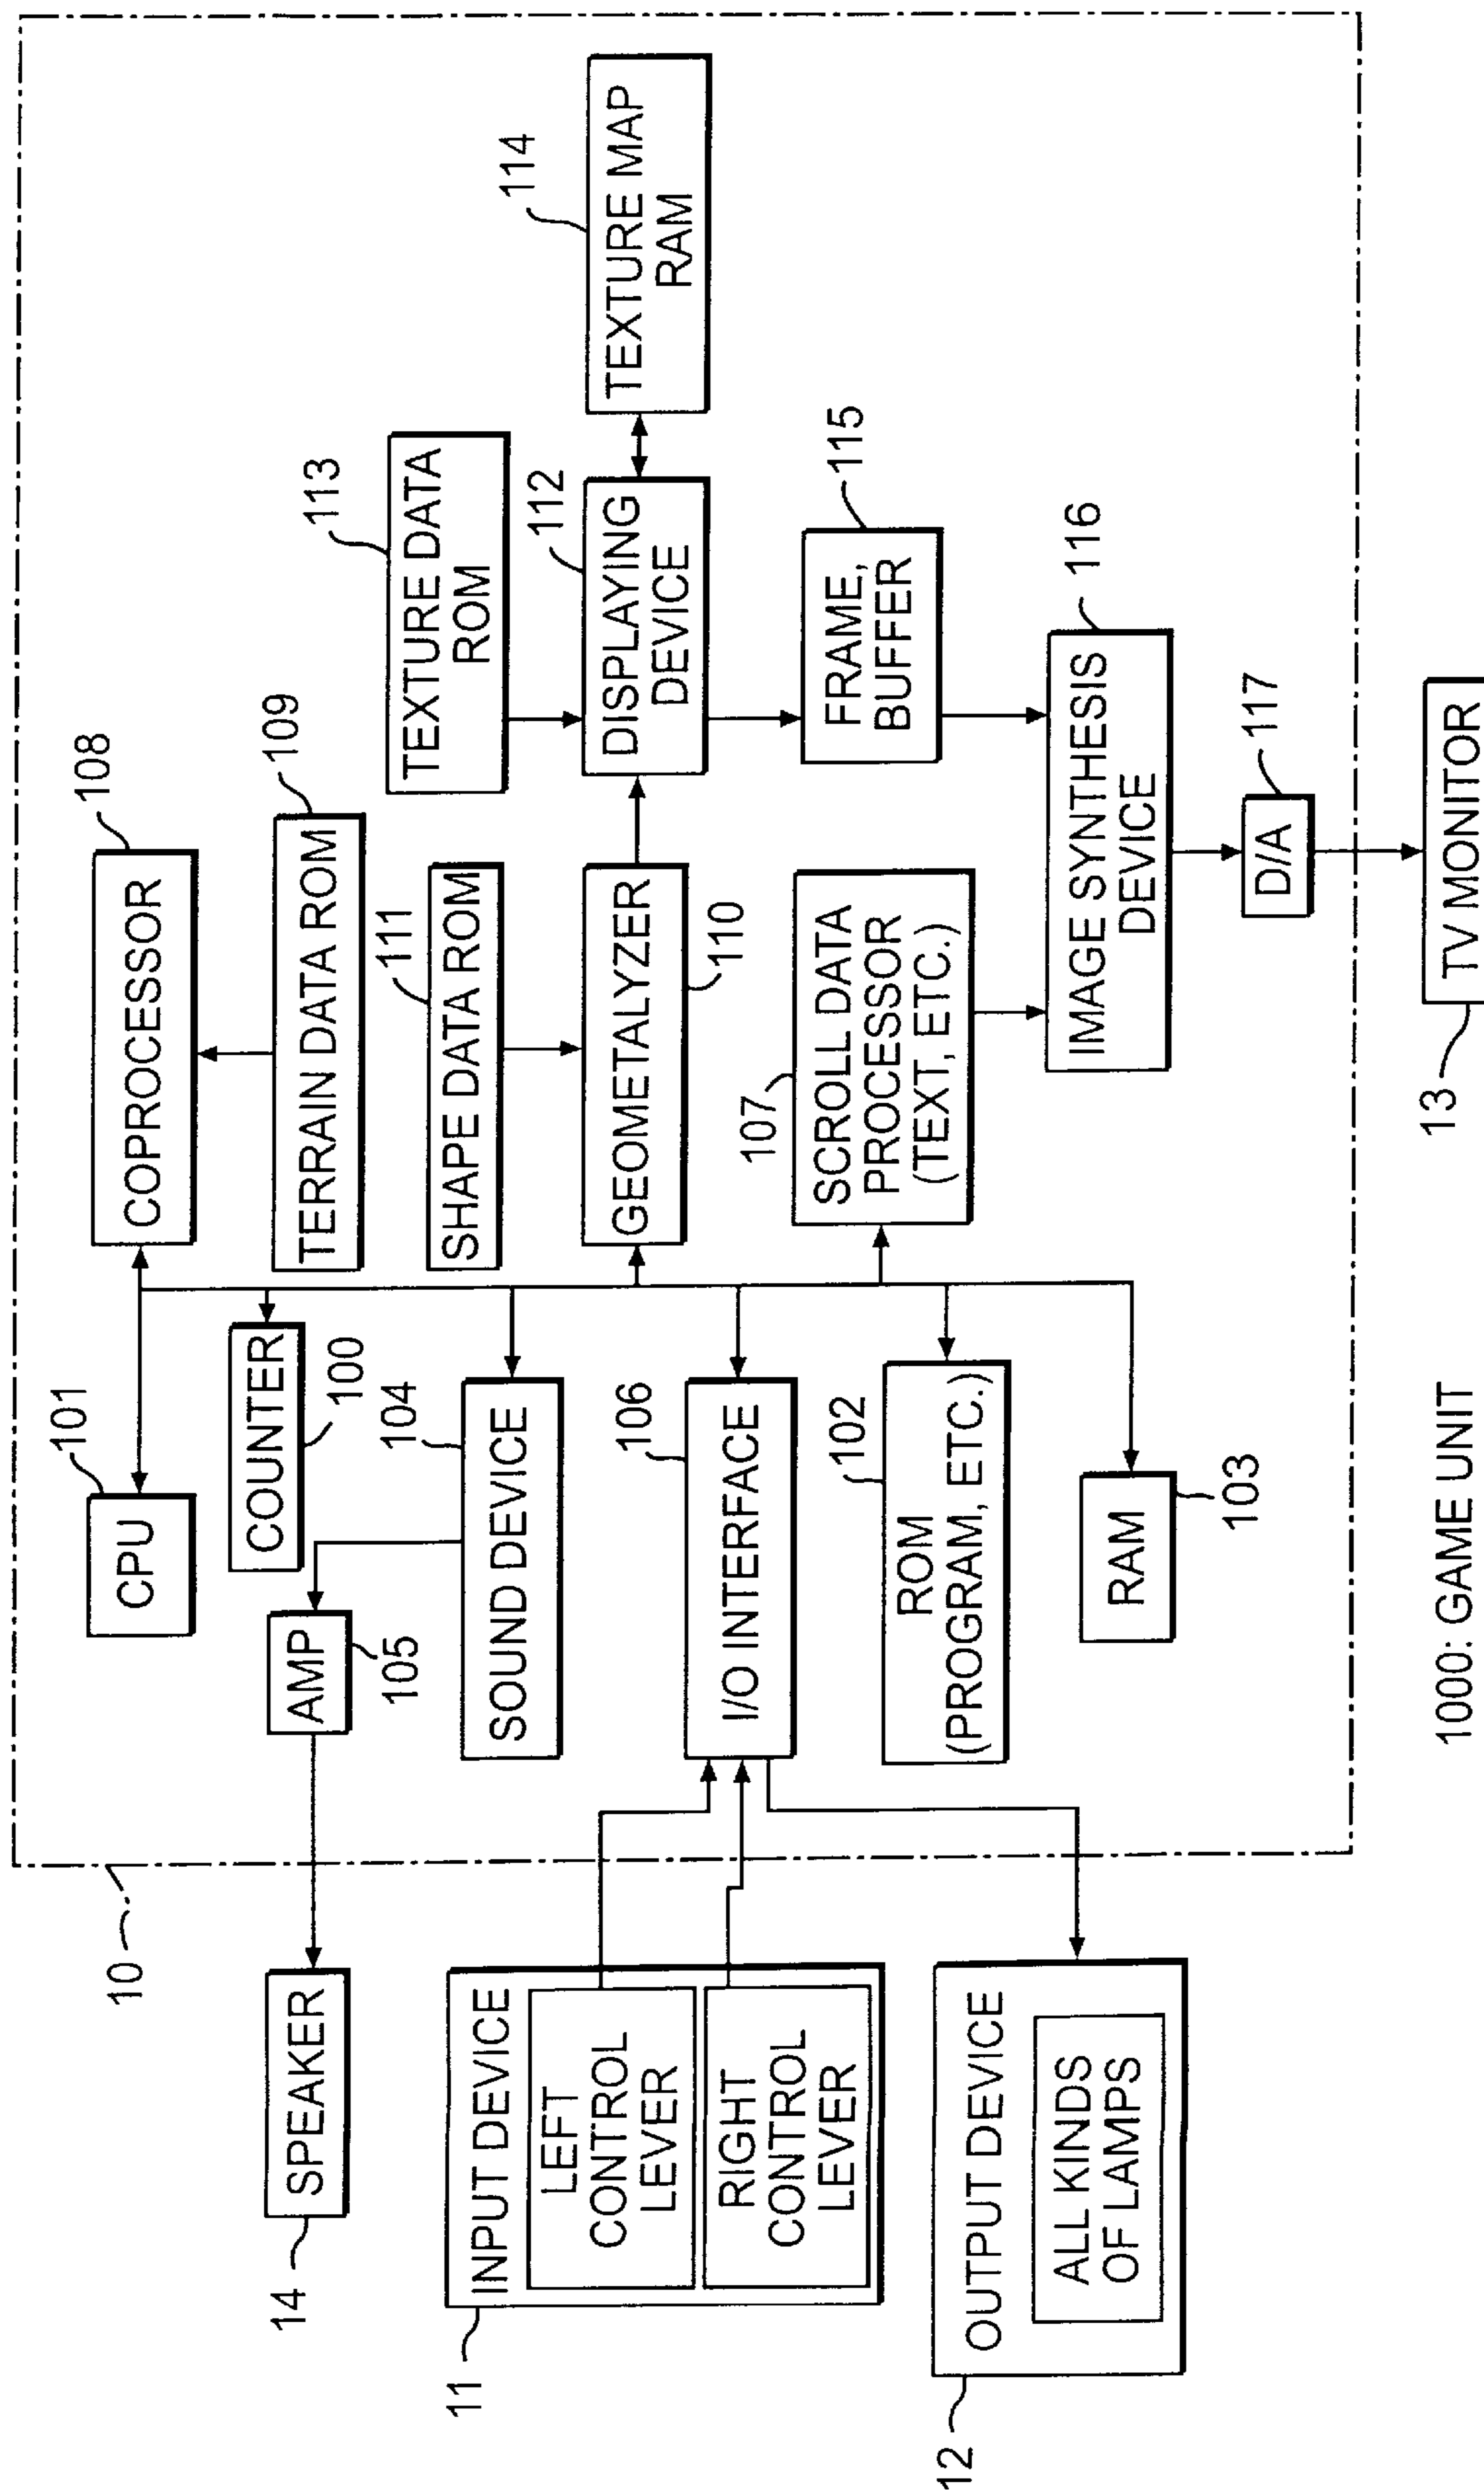 10
101
CPU
108
COPROCESSOR
COUNTER
100
109
TERRAIN DATA ROM
14
SPEAKER
AMP
105
113
TEXTURE DATA
ROM
104
SOUND DEVICE
111
SHAPE DATA ROM
11
INPUT DEVICE
LEFT
CONTROL
LEVER
RIGHT
CONTROL
LEVER
106
I/O INTERFACE
GEOMETALYZER
110
112
DISPLAYING
DEVICE
114
TEXTURE MAP
RAM
107
SCROLL DATA
PROCESSOR
(TEXT, ETC.)
115
FRAME,
BUFFER
102
ROM
(PROGRAM, ETC.)
12
OUTPUT DEVICE
ALL KINDS
OF LAMPS
RAM
103
116
IMAGE SYNTHESIS
DEVICE
117
D/A
13
TV MONITOR
1000: GAME UNIT